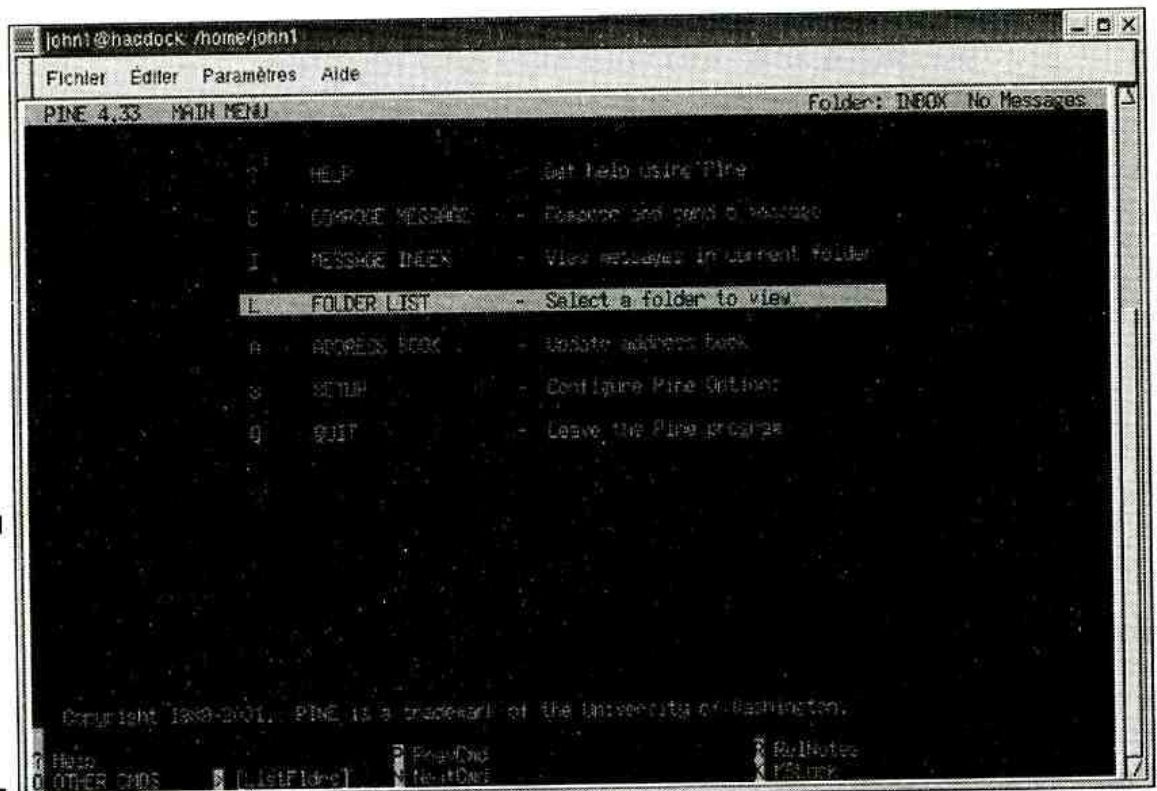 john1@haddock: /home/john1
Fichier Éditer Paramètres Aide
PINE 4.33 MAIN MENU Folder: INBOX No Messages
? HELP - Get help using Pine
C COMPOSE MESSAGE - Compose and send a message
I MESSAGE INDEX - View messages in current folder
L FOLDER LIST - Select a folder to view
A ADDRESS BOOK - Update address book
S SETUP - Configure Pine Options
Q QUIT - Leave the Pine program
Copyright 1989-2001. PINE is a trademark of the University of Washington.
? Help P PrevCmd R RelNotes
O OTHER CMDS > [ListFldrs] N NextCmd K KBLock